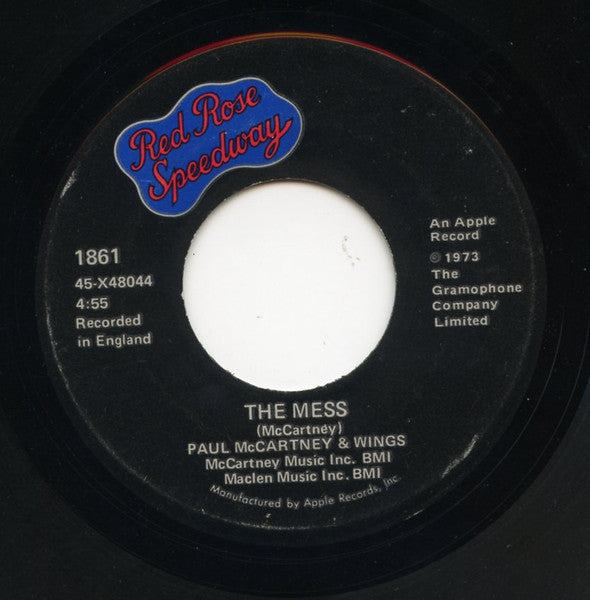 Red Rose
Speedway
1861
45-X48044
4:55
Recorded
in England
An Apple
Record
℗ 1973
The
Gramophone
Company
Limited
THE MESS
(McCartney)
PAUL McCARTNEY & WINGS
McCartney Music Inc. BMI
Maclen Music Inc. BMI
Manufactured by Apple Records, Inc.